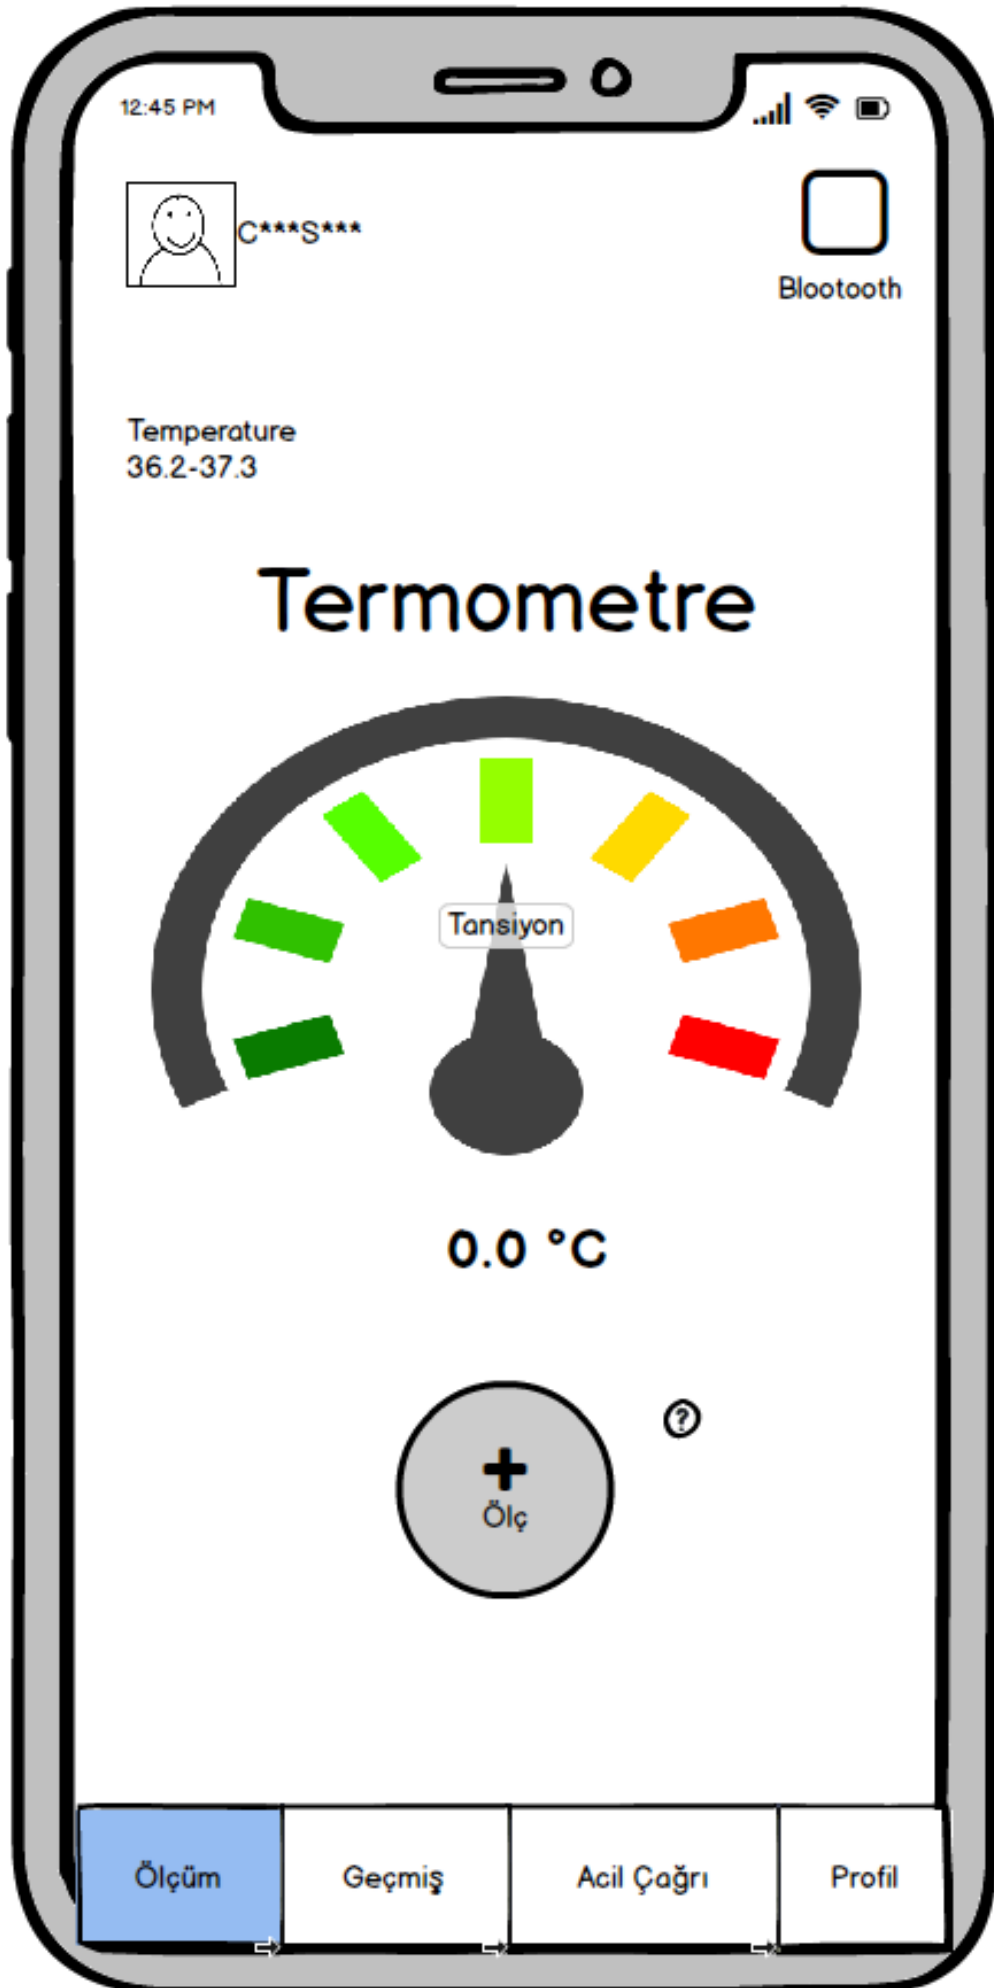 12:45 PM
C***S***
Blootooth
Temperature
36.2-37.3
Termometre
Tansiyon
0.0 °C
?
+
Ölç
Ölçüm
Geçmiş
Acil Çağrı
Profil